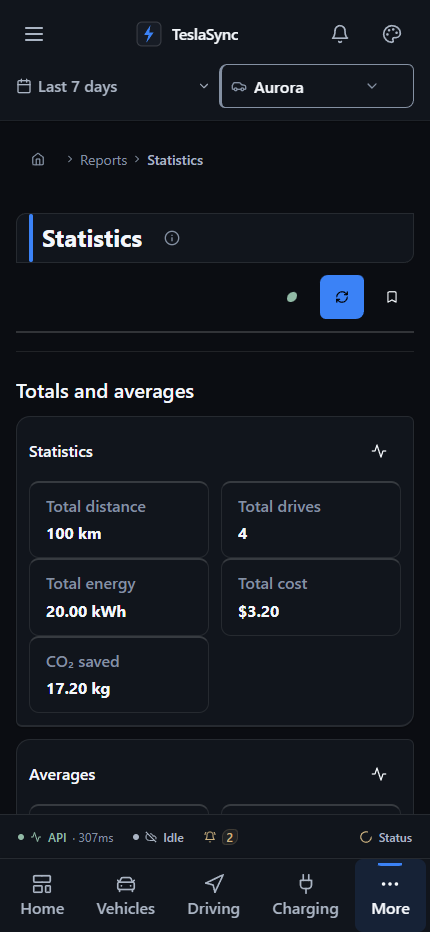 TeslaSync
Last 7 days
Aurora
Reports
Statistics
Statistics
Totals and averages
Statistics
Total distance
100 km
Total drives
4
Total energy
20.00 kWh
Total cost
$3.20
CO₂ saved
17.20 kg
Averages
API · 307ms
Idle
2
Status
Home
Vehicles
Driving
Charging
More